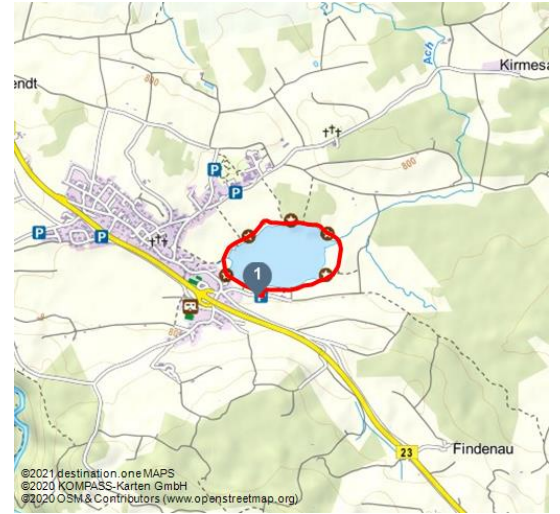 Ach
Kirmesa
endt
800
800
P
P
P
P
1
P
80
23
Findenau
©2021 destination.one MAPS
©2020 KOMPASS-Karten GmbH
©2020 OSM & Contributors (www.openstreetmap.org)